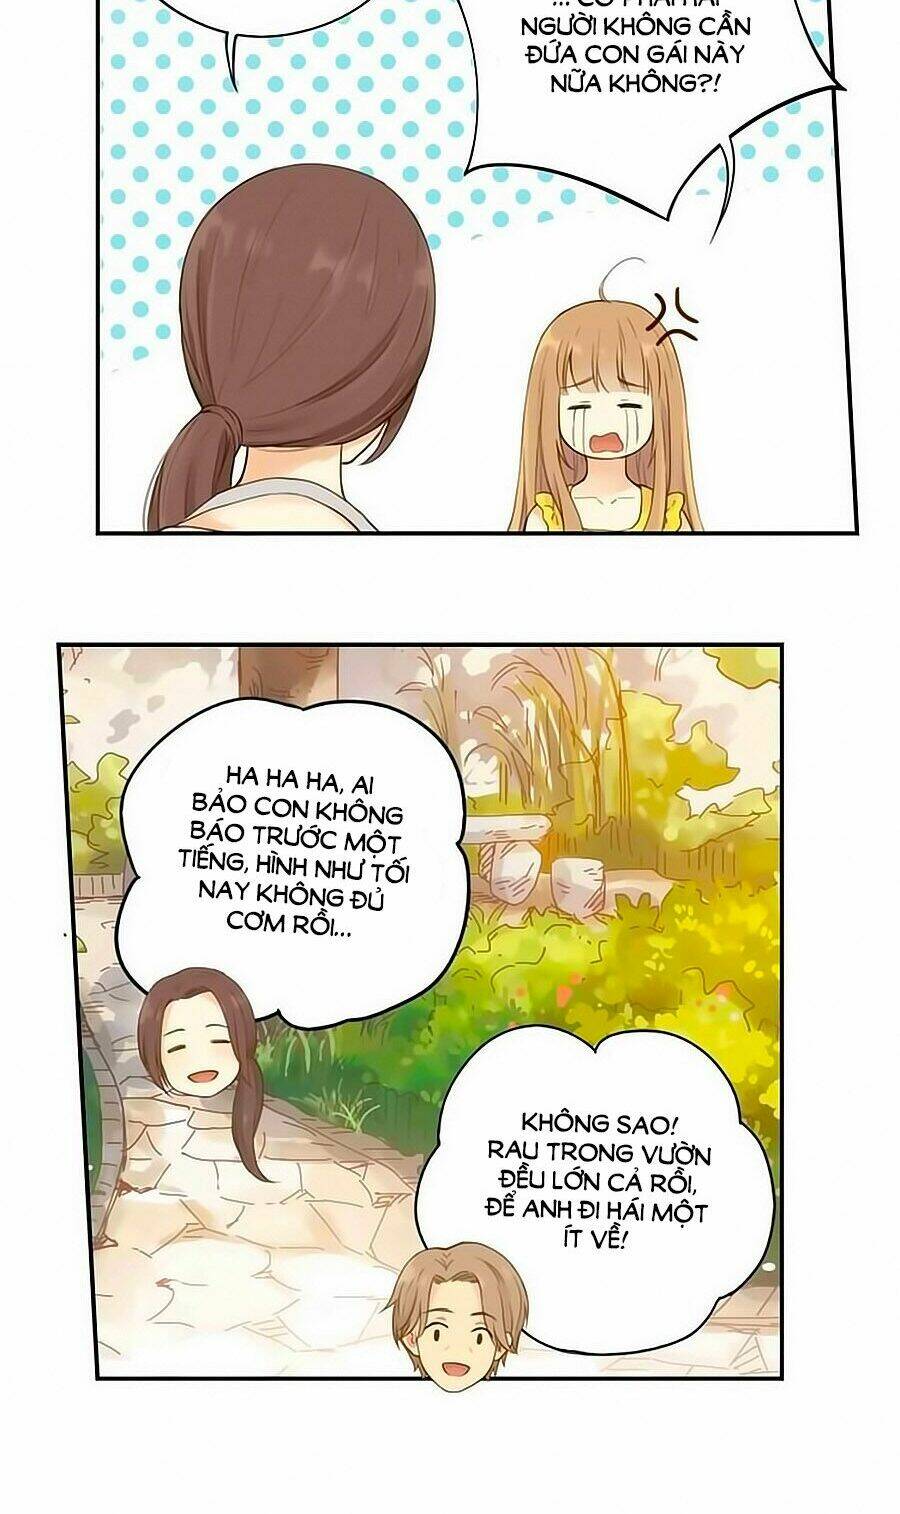 NGƯỜI KHÔNG CẦN
ĐỨA CON GÁI NÀY
NỮA KHÔNG?!
HA HA HA, AI
BẢO CON KHÔNG
BÁO TRƯỚC MỘT
TIẾNG, HÌNH NHƯ TỐI
NAY KHÔNG ĐỦ
CƠM RỒI...
KHÔNG SAO!
RAU TRONG VƯỜN
ĐỀU LỚN CẢ RỒI,
ĐỂ ANH ĐI HÁI MỘT
ÍT VỀ!